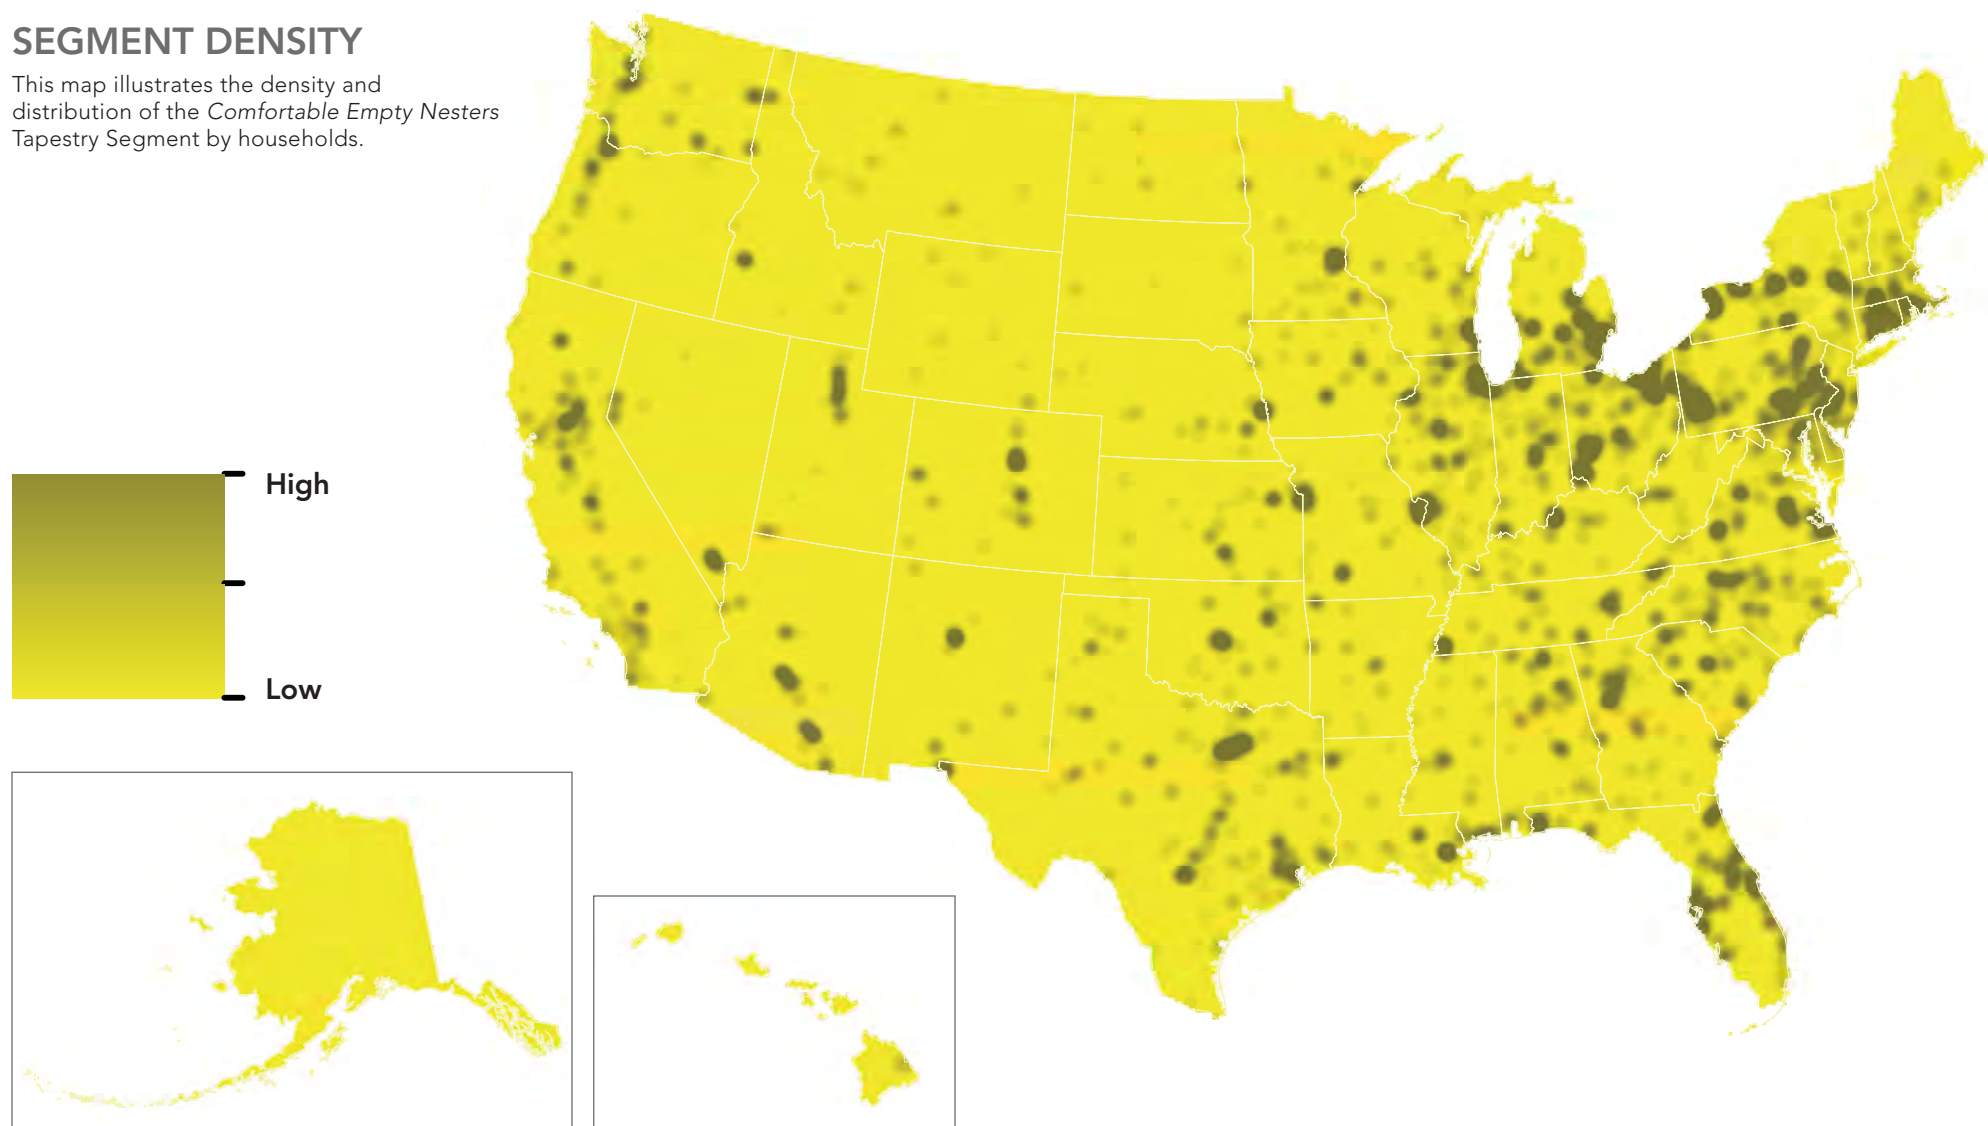 SEGMENT DENSITY
This map illustrates the density and
distribution of the Comfortable Empty Nesters
Tapestry Segment by households.
High
Low